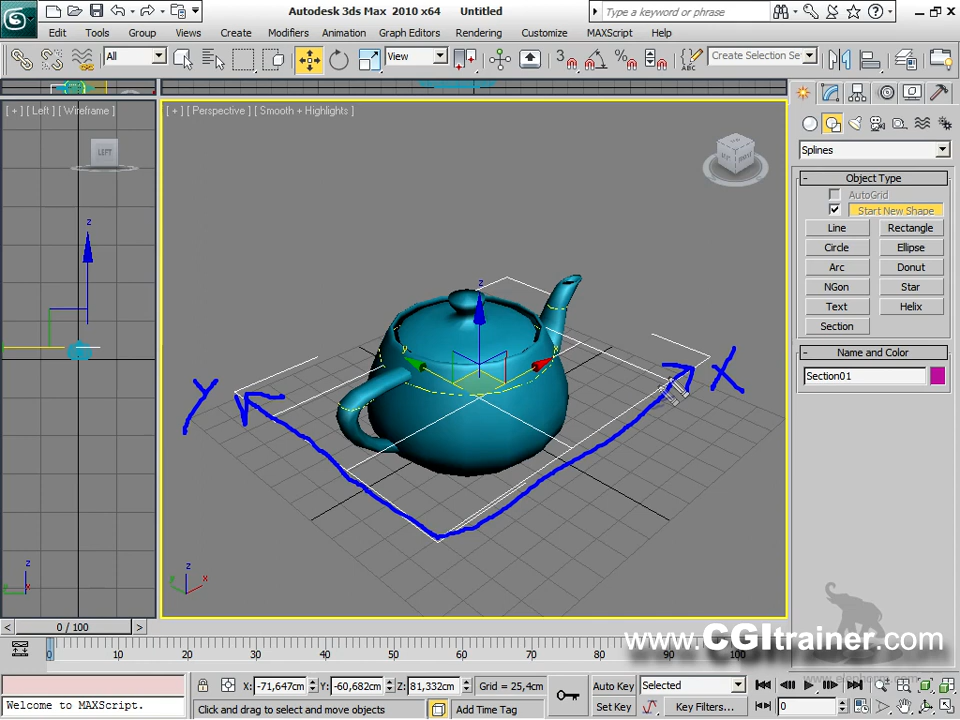 Autodesk 3ds Max 2010 x64 Untitled
Type a keyword or phrase
Edit Tools Group Views Create Modifiers Animation Graph Editors Rendering Customize MAXScript Help
All View 3 Create Selection Se
[ + ] [ Left ] [ Wireframe ]
[ + ] [ Perspective ] [ Smooth + Highlights ]
LEFT
Splines
- Object Type
AutoGrid
Start New Shape
Line Rectangle
Circle Ellipse
Arc Donut
NGon Star
Text Helix
Section
- Name and Color
Section01
z
z
y x
Y X
z
y x
z
x
< 0 / 100 >
0 10 20 30 40 50 60 70 80 90 100
www.CGItrainer.com
X: -71,647cm Y: -60,682cm Z: 81,332cm Grid = 25,4cm Auto Key Selected
Welcome to MAXScript. Click and drag to select and move objects Add Time Tag Set Key Key Filters... 0